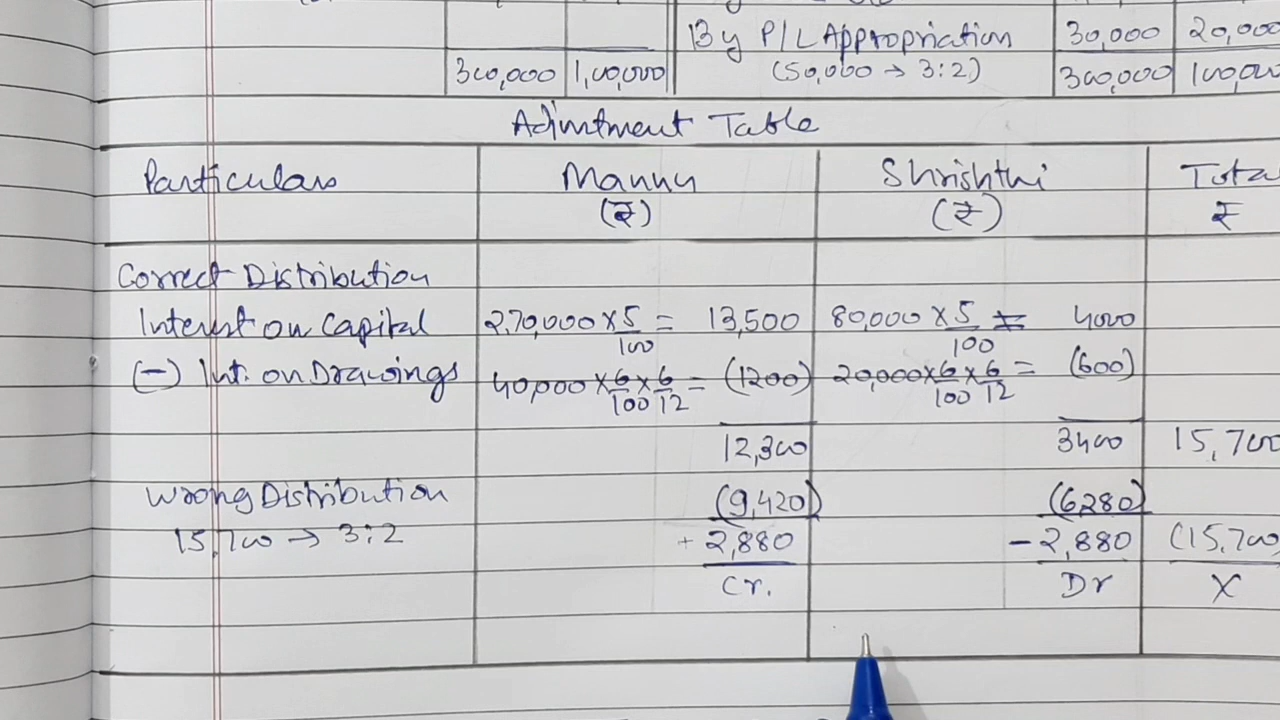 By P/L Appropriation 30,000 20,000
300,000 1,00,000 (50,000 → 3:2) 300,000 100,00
Adjustment Table
Particulars Mannu Shrishthi Tota
(₹) (₹) ₹
Correct Distribution
Interest on Capital 2,70,000 × 5/100 = 13,500 80,000 × 5/100 = 4000
(-) Int. on Drawings 40,000 × 6/100 × 6/12 = (1200) 20,000 × 6/100 × 6/12 = (600)
12,300 3400 15,700
Wrong Distribution (9,420) (6280)
15,700 → 3:2 + 2,880 - 2,880 (15,700
Cr. Dr X